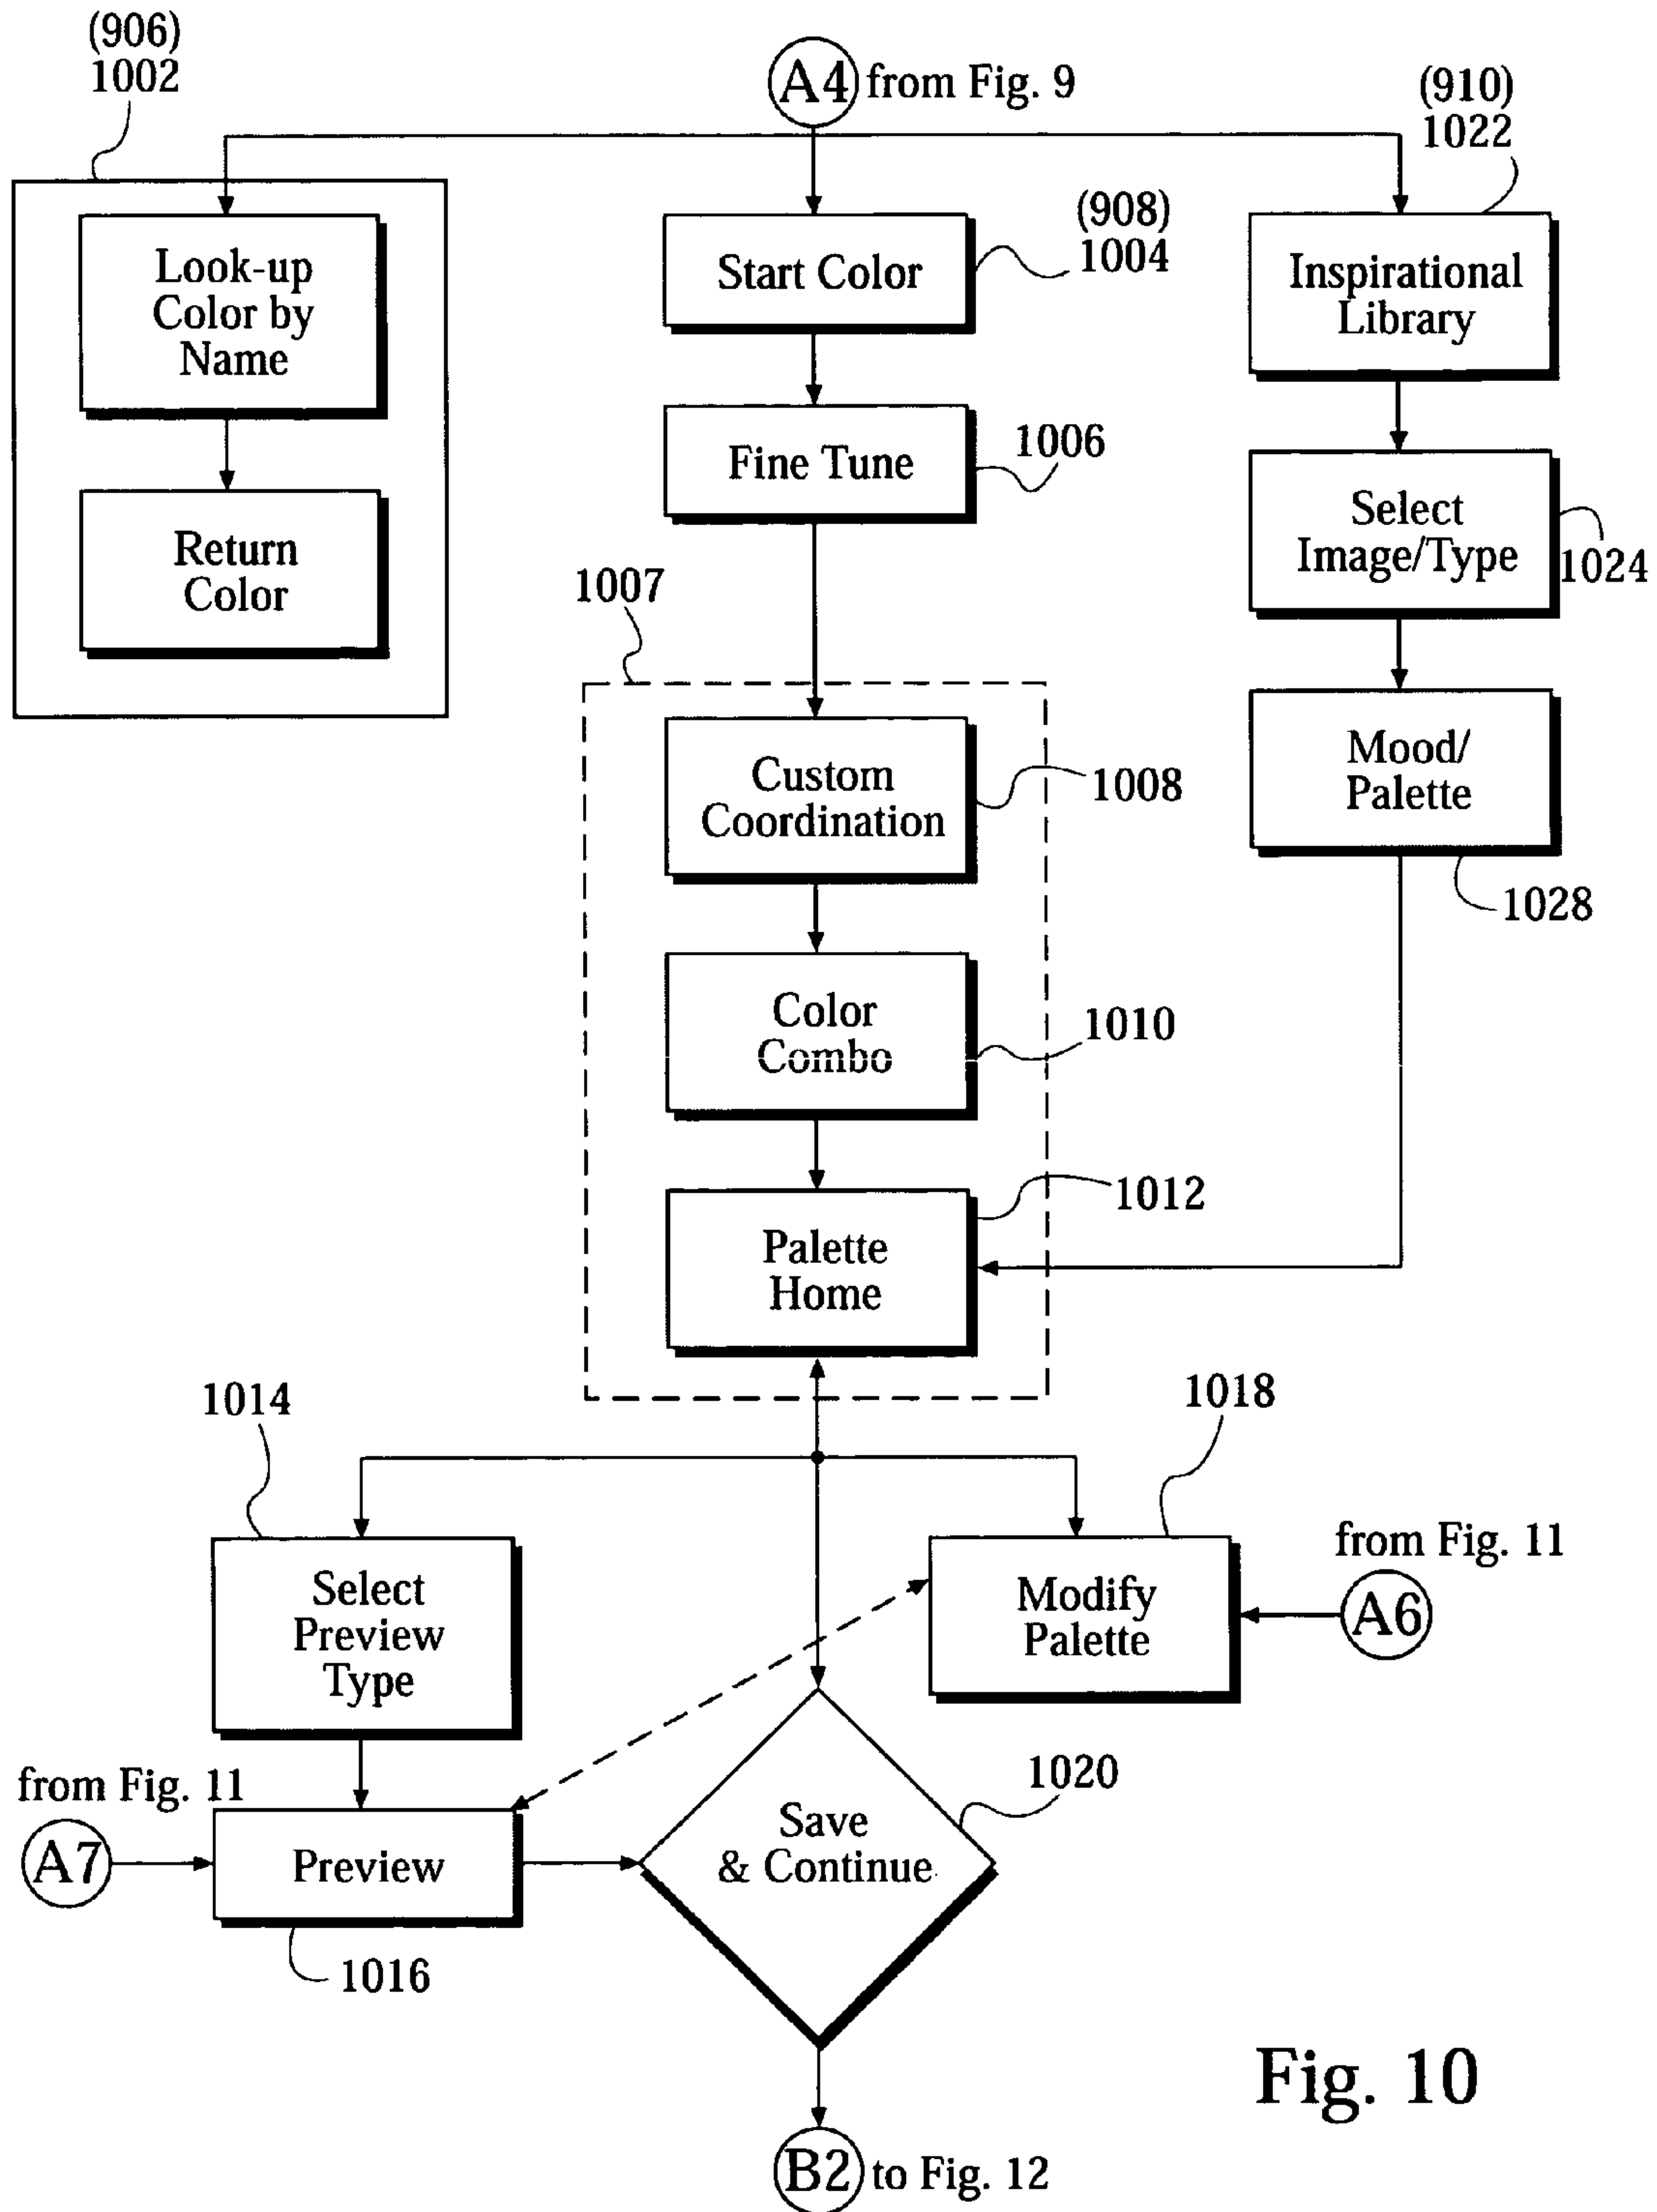 (906)
1002
A4 from Fig. 9
(910)
1022
Look-up
Color by
Name
Return
Color
(908)
1004
Start Color
Fine Tune
1006
Inspirational
Library
Select
Image/Type
1024
Mood/
Palette
1028
1007
Custom
Coordination
1008
Color
Combo
1010
Palette
Home
1012
1014
1018
Select
Preview
Type
Modify
Palette
from Fig. 11
A6
from Fig. 11
A7
Preview
1016
Save
& Continue
1020
B2 to Fig. 12
Fig. 10